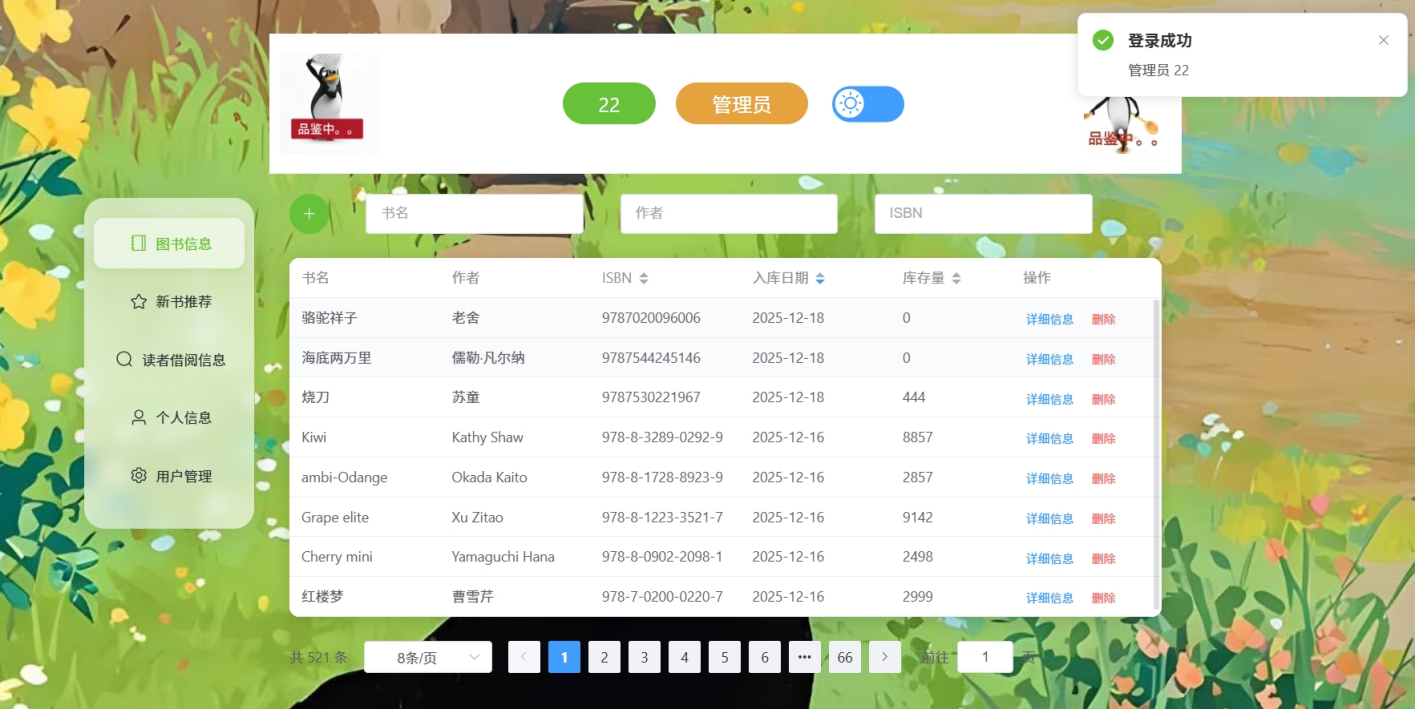 登录成功
管理员 22
品鉴中。。
22
管理员
品鉴中。。
书名
作者
ISBN
图书信息
新书推荐
读者借阅信息
个人信息
用户管理
书名 作者 ISBN 入库日期 库存量 操作
骆驼祥子 老舍 9787020096006 2025-12-18 0 详细信息 删除
海底两万里 儒勒·凡尔纳 9787544245146 2025-12-18 0 详细信息 删除
烧刀 苏童 9787530221967 2025-12-18 444 详细信息 删除
Kiwi Kathy Shaw 978-8-3289-0292-9 2025-12-16 8857 详细信息 删除
ambi-Odange Okada Kaito 978-8-1728-8923-9 2025-12-16 2857 详细信息 删除
Grape elite Xu Zitao 978-8-1223-3521-7 2025-12-16 9142 详细信息 删除
Cherry mini Yamaguchi Hana 978-8-0902-2098-1 2025-12-16 2498 详细信息 删除
红楼梦 曹雪芹 978-7-0200-0220-7 2025-12-16 2999 详细信息 删除
共 521 条 8条/页 1 2 3 4 5 6 ••• 66 前往 1 页